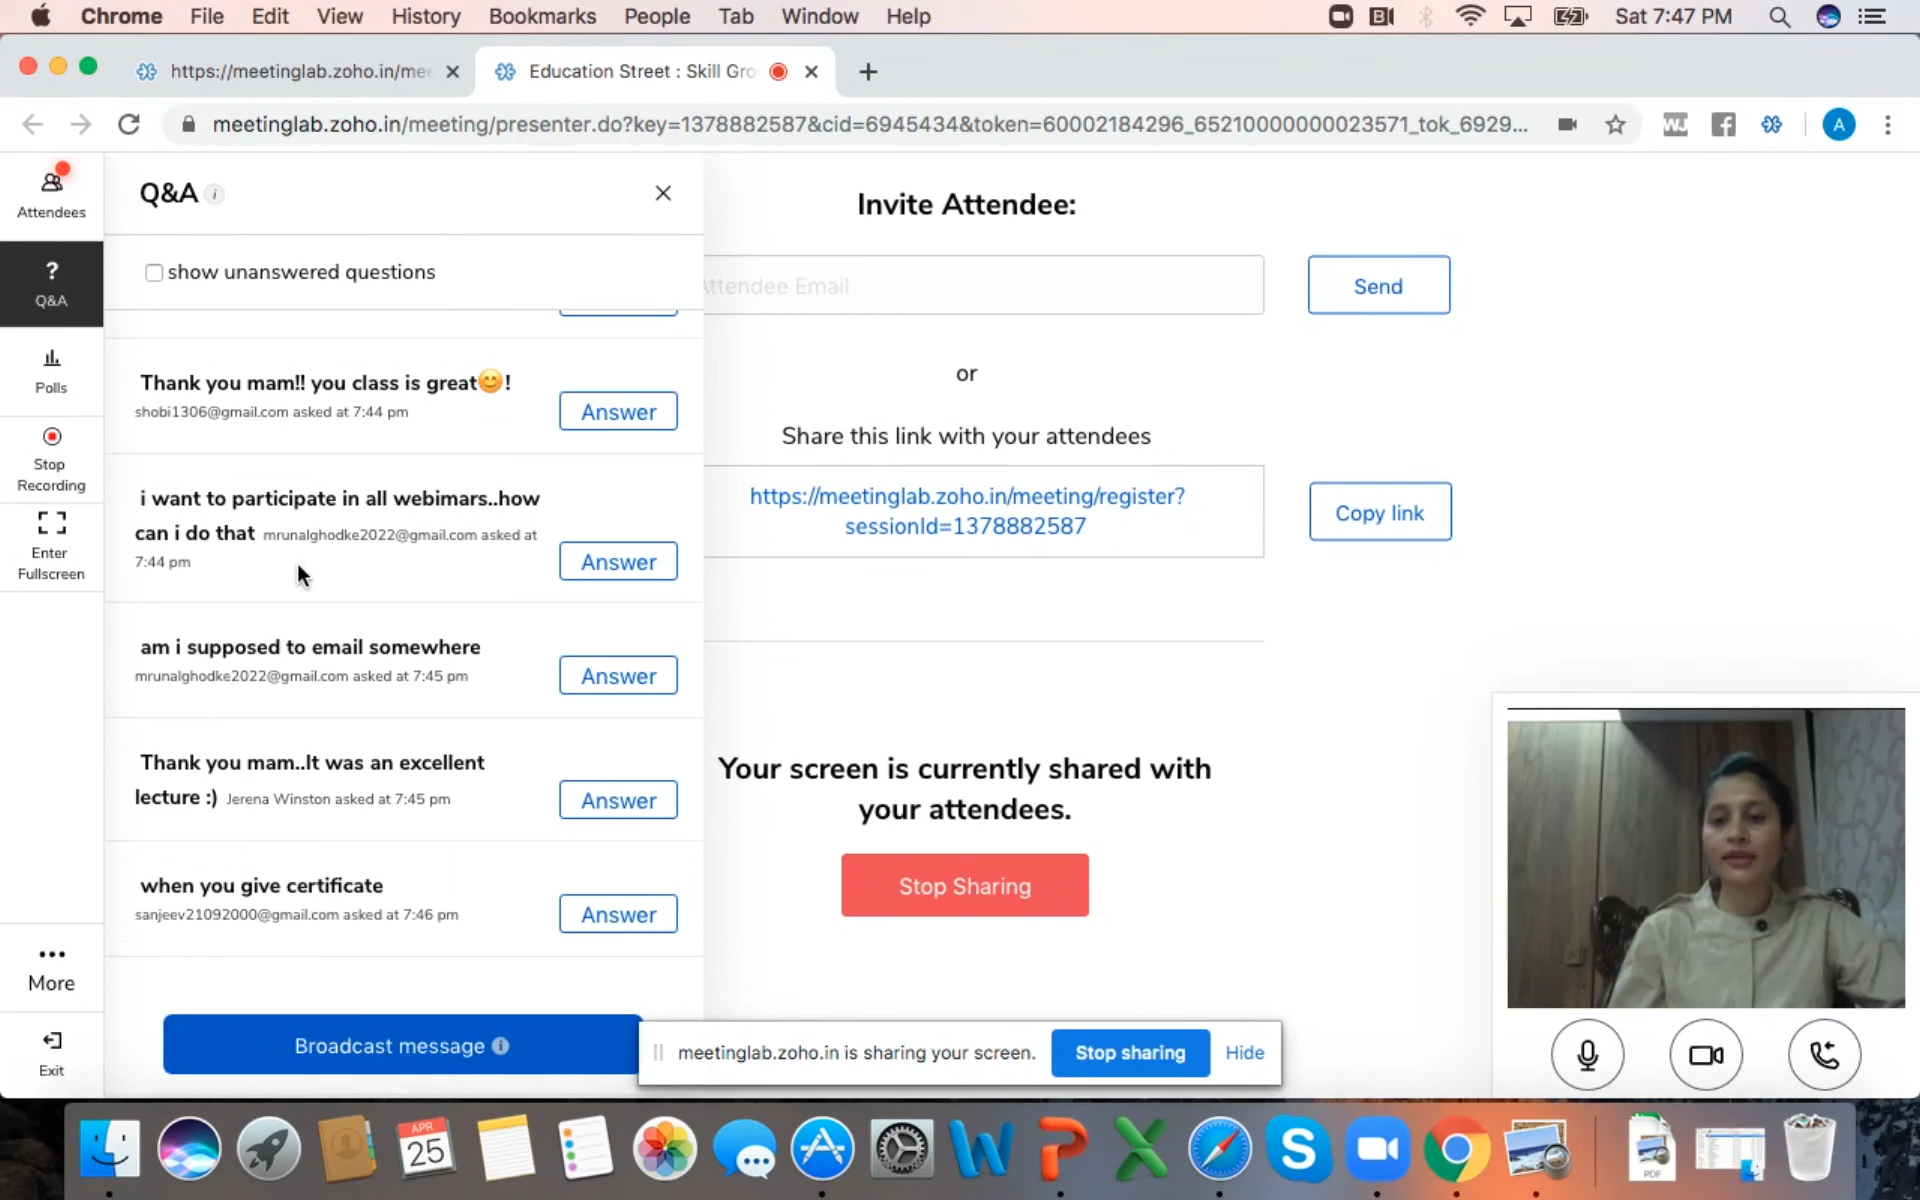 Chrome File Edit View History Bookmarks People Tab Window Help
Sat 7:47 PM
https://meetinglab.zoho.in/mee
Education Street : Skill Gro
meetinglab.zoho.in/meeting/presenter.do?key=1378882587&cid=6945434&token=60002184296_65210000000023571_tok_6929...
A
Attendees
Q&A
Polls
Stop
Recording
Enter
Fullscreen
More
Exit
Q&A
show unanswered questions
Thank you mam!! you class is great😊!
shobi1306@gmail.com asked at 7:44 pm
Answer
i want to participate in all webimars..how
can i do that mrunalghodke2022@gmail.com asked at
7:44 pm
Answer
am i supposed to email somewhere
mrunalghodke2022@gmail.com asked at 7:45 pm
Answer
Thank you mam..It was an excellent
lecture :) Jerena Winston asked at 7:45 pm
Answer
when you give certificate
sanjeev21092000@gmail.com asked at 7:46 pm
Answer
Broadcast message
Invite Attendee:
Attendee Email
Send
or
Share this link with your attendees
https://meetinglab.zoho.in/meeting/register?
sessionId=1378882587
Copy link
Your screen is currently shared with
your attendees.
Stop Sharing
meetinglab.zoho.in is sharing your screen.
Stop sharing
Hide
APR
25
PDF